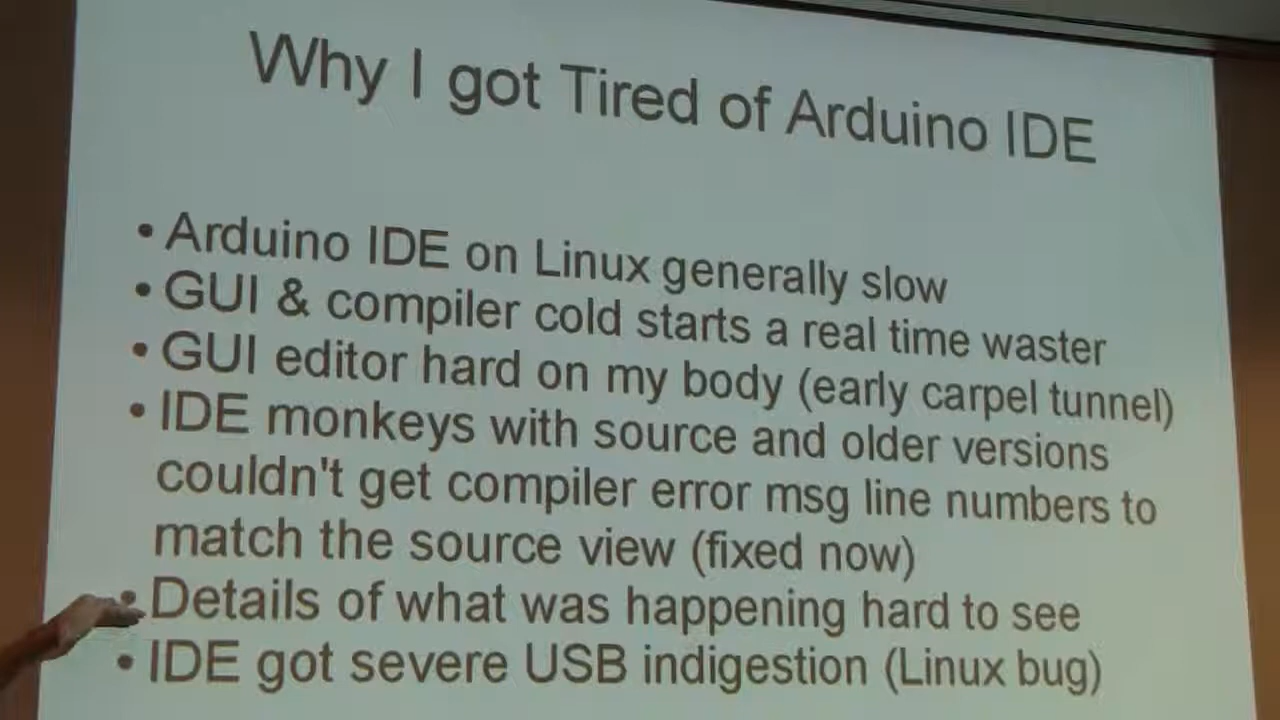 Why I got Tired of Arduino IDE
• Arduino IDE on Linux generally slow
• GUI & compiler cold starts a real time waster
• GUI editor hard on my body (early carpel tunnel)
• IDE monkeys with source and older versions
couldn't get compiler error msg line numbers to
match the source view (fixed now)
• Details of what was happening hard to see
• IDE got severe USB indigestion (Linux bug)